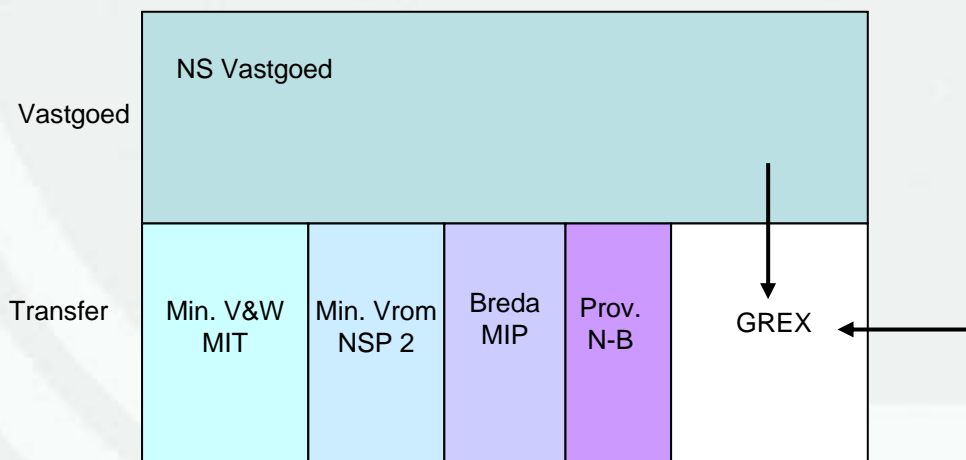 NS Vastgoed
Vastgoed
Transfer
Min. V&W
MIT
Min. Vrom
NSP 2
Breda
MIP
Prov.
N-B
GREX